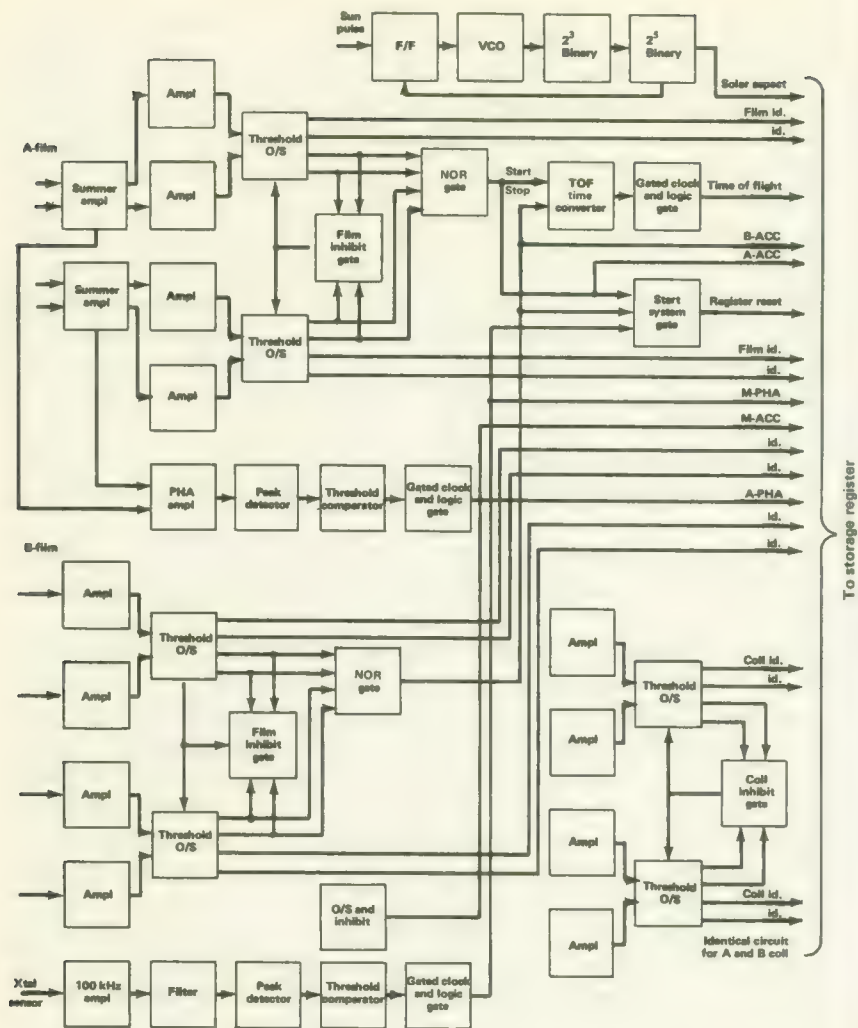 Sun
pulse
F/F
VCO
2³
Binary
2⁵
Binary
Solar aspect
Film id.
id.
A-film
Summer
ampl
Ampl
Ampl
Threshold
O/S
NOR
gate
Start
Stop
TOF
time
converter
Gated clock
and logic
gate
Time of flight
B-ACC
A-ACC
Film
inhibit
gate
Summer
ampl
Ampl
Ampl
Threshold
O/S
Start
system
gate
Register reset
Film id.
id.
M-PHA
M-ACC
id.
id.
PHA
ampl
Peak
detector
Threshold
comparator
Gated clock
and logic
gate
A-PHA
id.
id.
To storage register
B-film
Ampl
Ampl
Threshold
O/S
NOR
gate
Film
inhibit
gate
Ampl
Ampl
Threshold
O/S
O/S and
inhibit
Ampl
Ampl
Threshold
O/S
Coll id.
id.
Coll
inhibit
gate
Ampl
Ampl
Threshold
O/S
Coll id.
id.
Identical circuit
for A and B coll
Xtal
sensor
100 kHz
ampl
Filter
Peak
detector
Threshold
comparator
Gated clock
and logic
gate